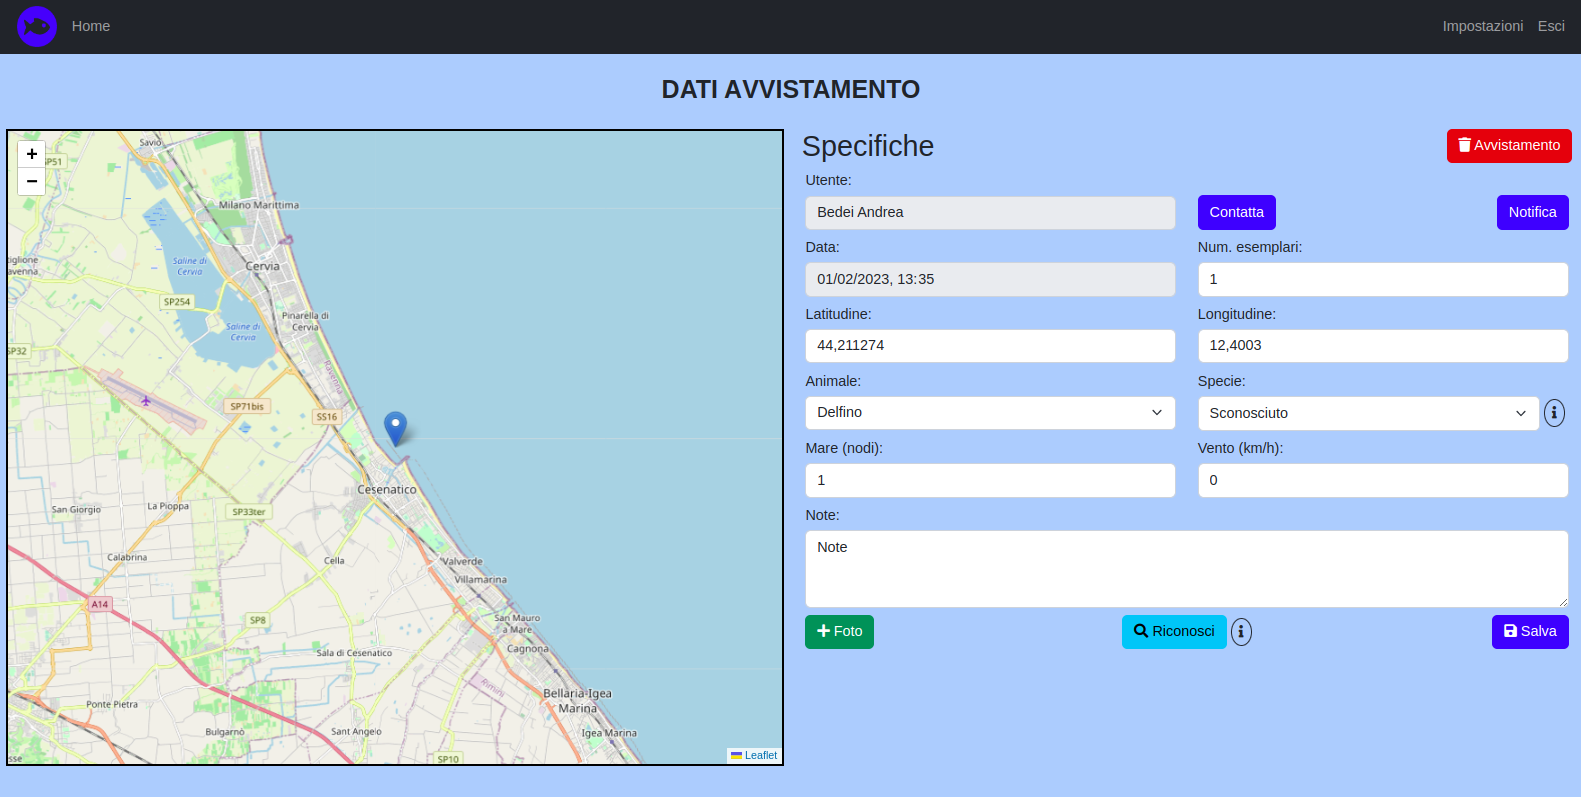 Home
Impostazioni
Esci
DATI AVVISTAMENTO
+
−
Savio
SP51
Milano Marittima
Cervia
Saline di
Cervia
SP254
Pinarella di
Cervia
Saline di
Cervia
SP32
Ravenna
SP71bis
SS16
Cesenatico
San Giorgio
La Pioppa
SP33ter
Calabrina
Cella
Valverde
Villamarina
A14
SP8
San Mauro
a Mare
Cagnona
Sala di Cesenatico
Rimini
Bellaria-Igea
Marina
Ponte Pietra
Bulgarnò
Sant'Angelo
Igea Marina
SP10
Leaflet
Specifiche
Avvistamento
Utente:
Bedei Andrea
Contatta
Notifica
Data:
Num. esemplari:
01/02/2023, 13:35
1
Latitudine:
Longitudine:
44,211274
12,4003
Animale:
Specie:
Delfino
Sconosciuto
Mare (nodi):
Vento (km/h):
1
0
Note:
Note
Foto
Riconosci
Salva